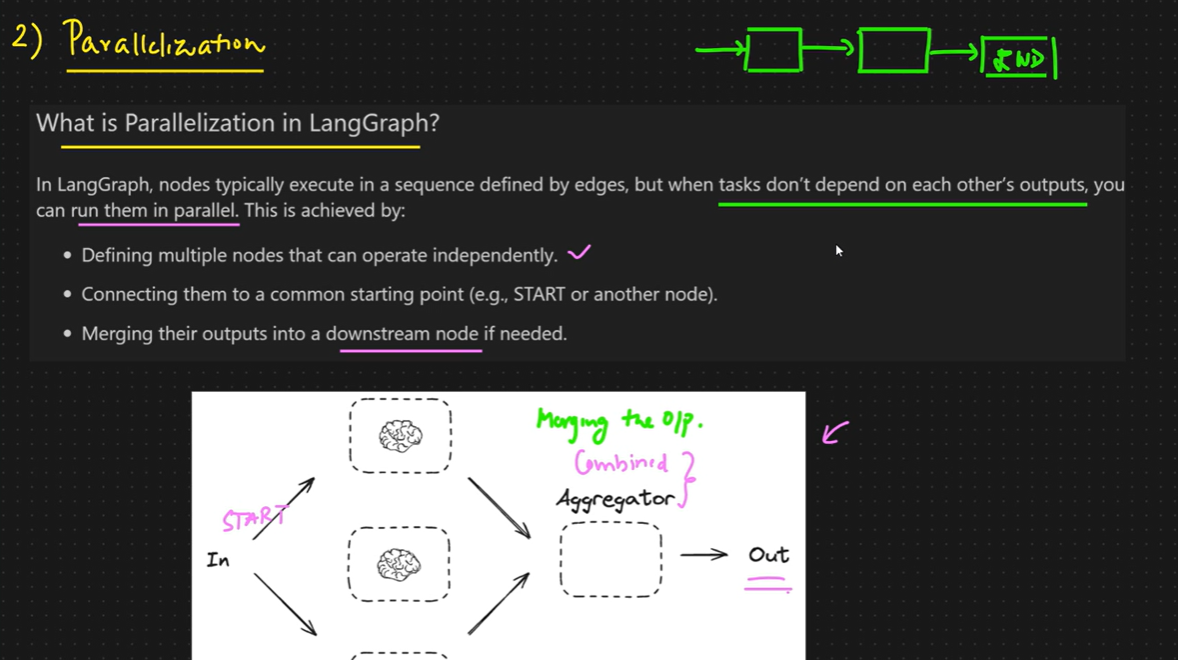 2) Parallelization
END
What is Parallelization in LangGraph?
In LangGraph, nodes typically execute in a sequence defined by edges, but when tasks don't depend on each other's outputs, you
can run them in parallel. This is achieved by:
• Defining multiple nodes that can operate independently.
• Connecting them to a common starting point (e.g., START or another node).
• Merging their outputs into a downstream node if needed.
Merging the O/P.
Combined
Aggregator
START
In
Out